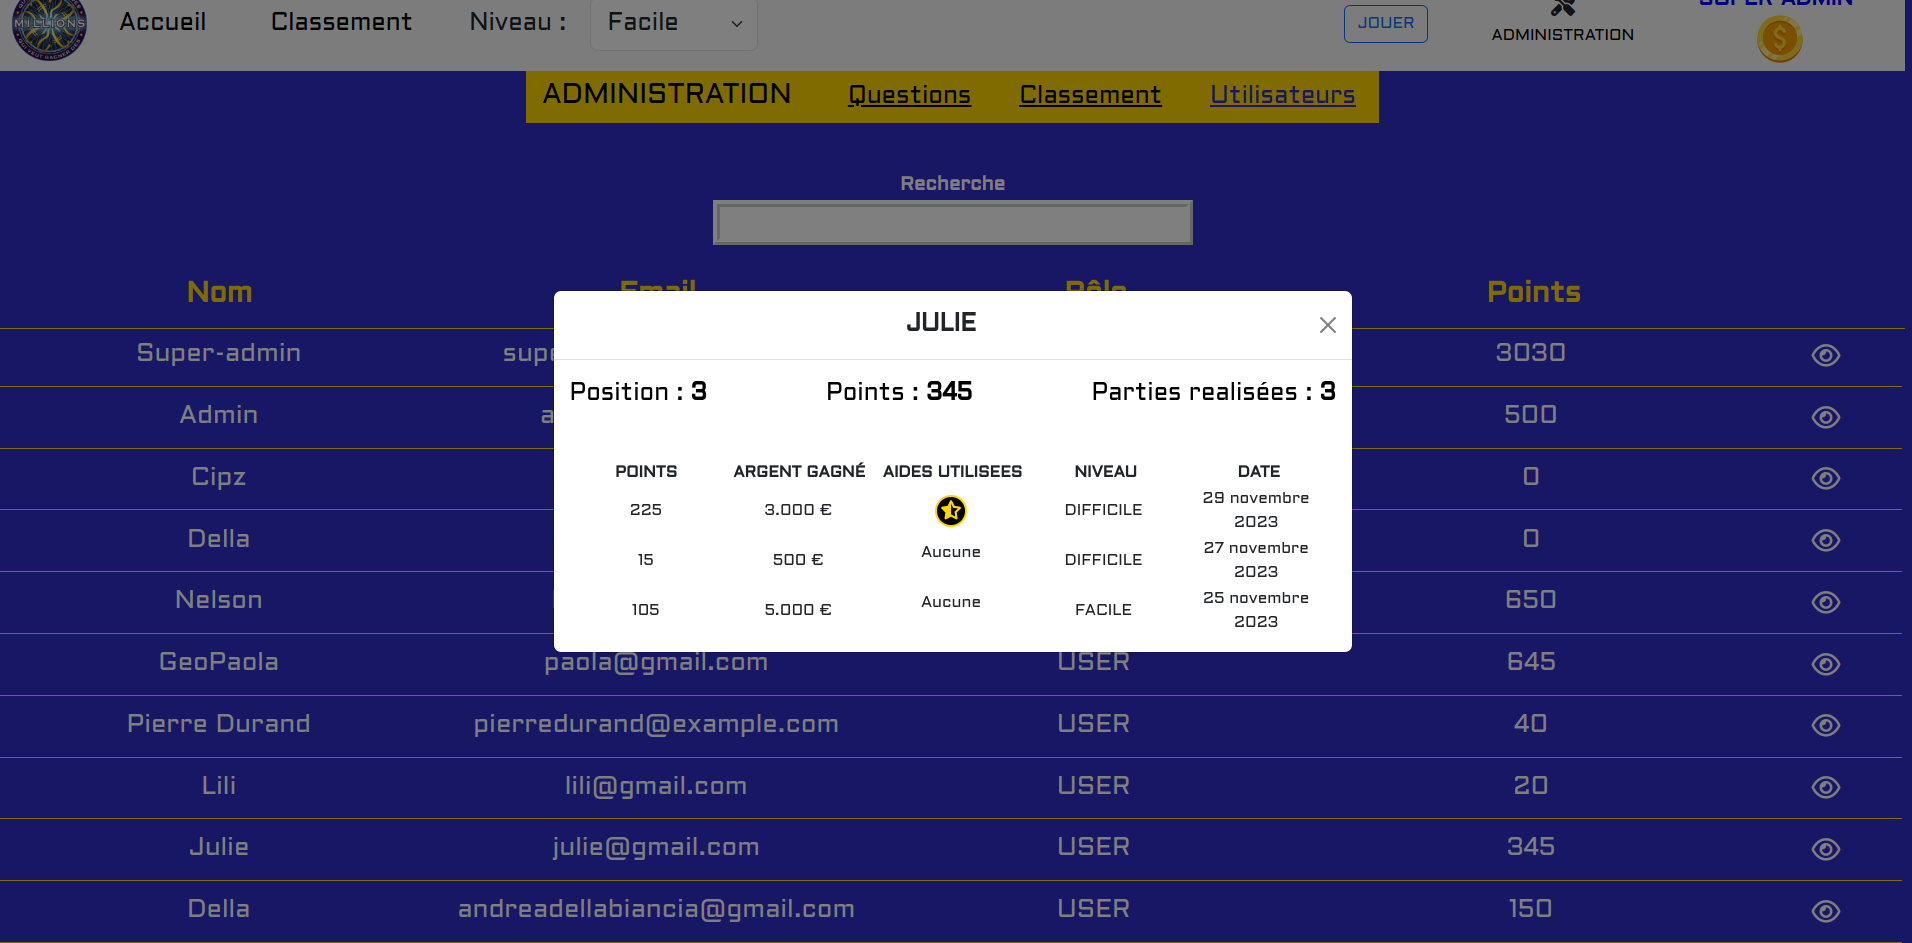 MILLIONS
QUI VEUT GAGNER DES
Accueil
Classement
Niveau :
Facile
JOUER
ADMINISTRATION
SUPER-ADMIN
ADMINISTRATION
Questions
Classement
Utilisateurs
Recherche
Nom Email Rôle Points
Super-admin supe 3030
Admin a 500
Cipz 0
Della 0
Nelson 650
GeoPaola paola@gmail.com USER 645
Pierre Durand pierredurand@example.com USER 40
Lili lili@gmail.com USER 20
Julie julie@gmail.com USER 345
Della andreadellabiancia@gmail.com USER 150
JULIE
Position : 3 Points : 345 Parties realisées : 3
POINTS ARGENT GAGNÉ AIDES UTILISEES NIVEAU DATE
225 3.000 € DIFFICILE 29 novembre
2023
15 500 € Aucune DIFFICILE 27 novembre
2023
105 5.000 € Aucune FACILE 25 novembre
2023